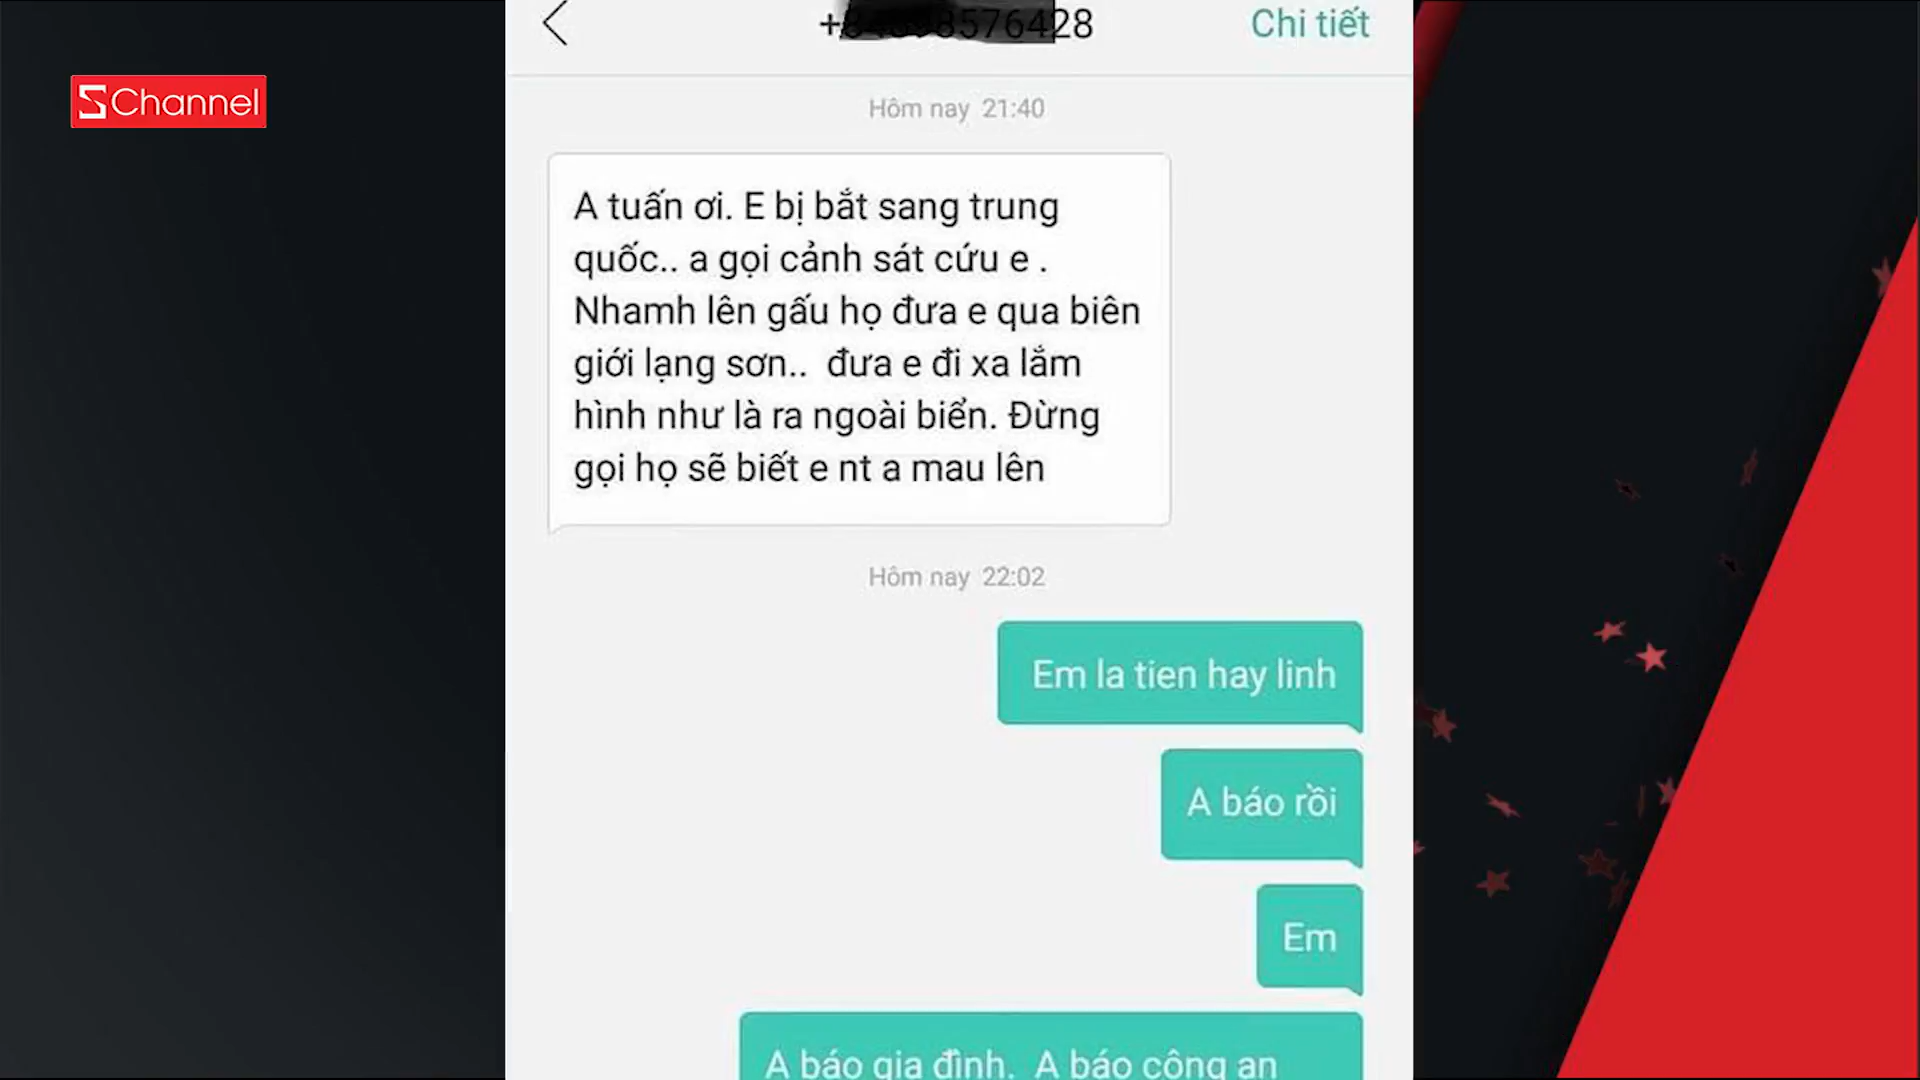 SChannel
Chi tiết
Hôm nay 21:40
A tuấn ơi. E bị bắt sang trung
quốc.. a gọi cảnh sát cứu e .
Nhamh lên gấu họ đưa e qua biên
giới lạng sơn.. đưa e đi xa lắm
hình như là ra ngoài biển. Đừng
gọi họ sẽ biết e nt a mau lên
Hôm nay 22:02
Em la tien hay linh
A báo rồi
Em
A báo gia đình. A báo công an